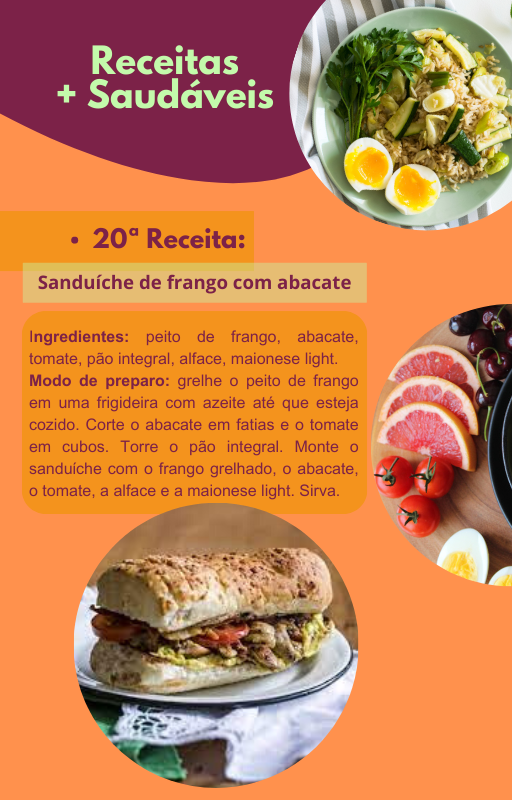 Receitas
+ Saudáveis
• 20ª Receita:
Sanduíche de frango com abacate
Ingredientes: peito de frango, abacate,
tomate, pão integral, alface, maionese light.
Modo de preparo: grelhe o peito de frango
em uma frigideira com azeite até que esteja
cozido. Corte o abacate em fatias e o tomate
em cubos. Torre o pão integral. Monte o
sanduíche com o frango grelhado, o abacate,
o tomate, a alface e a maionese light. Sirva.